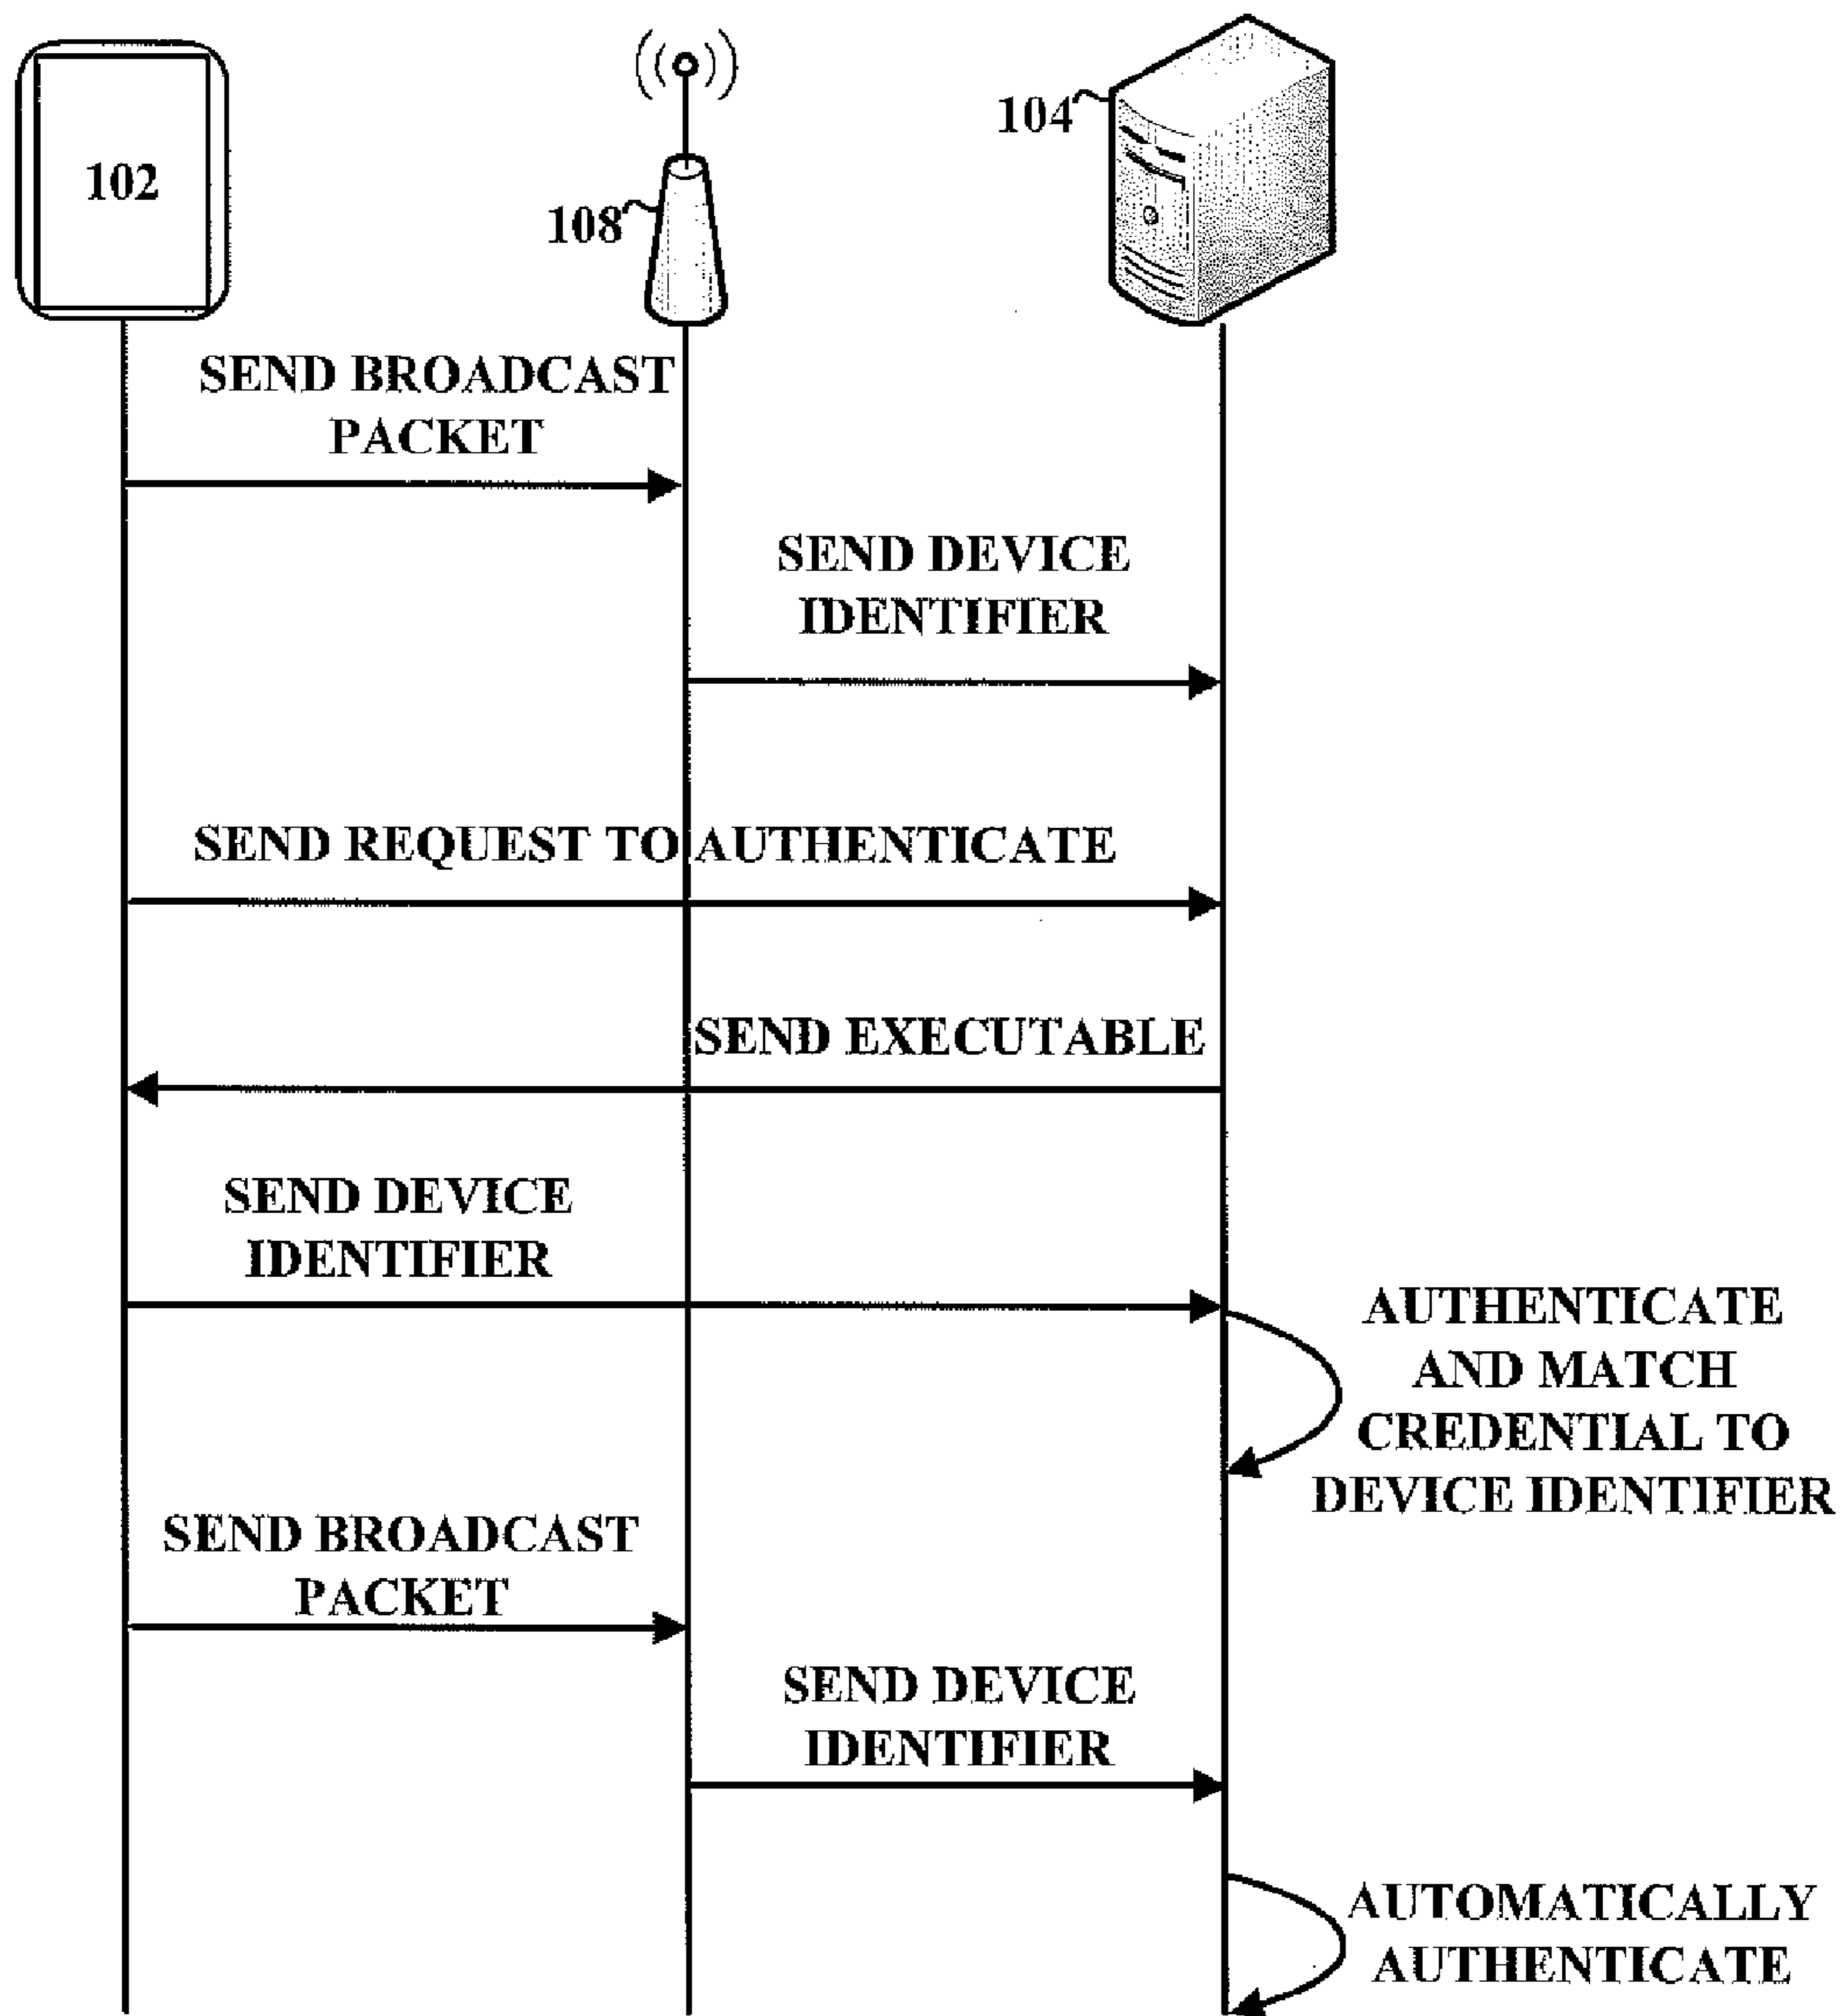 102
108
104
SEND BROADCAST
PACKET
SEND DEVICE
IDENTIFIER
SEND REQUEST TO AUTHENTICATE
SEND EXECUTABLE
SEND DEVICE
IDENTIFIER
AUTHENTICATE
AND MATCH
CREDENTIAL TO
DEVICE IDENTIFIER
SEND BROADCAST
PACKET
SEND DEVICE
IDENTIFIER
AUTOMATICALLY
AUTHENTICATE